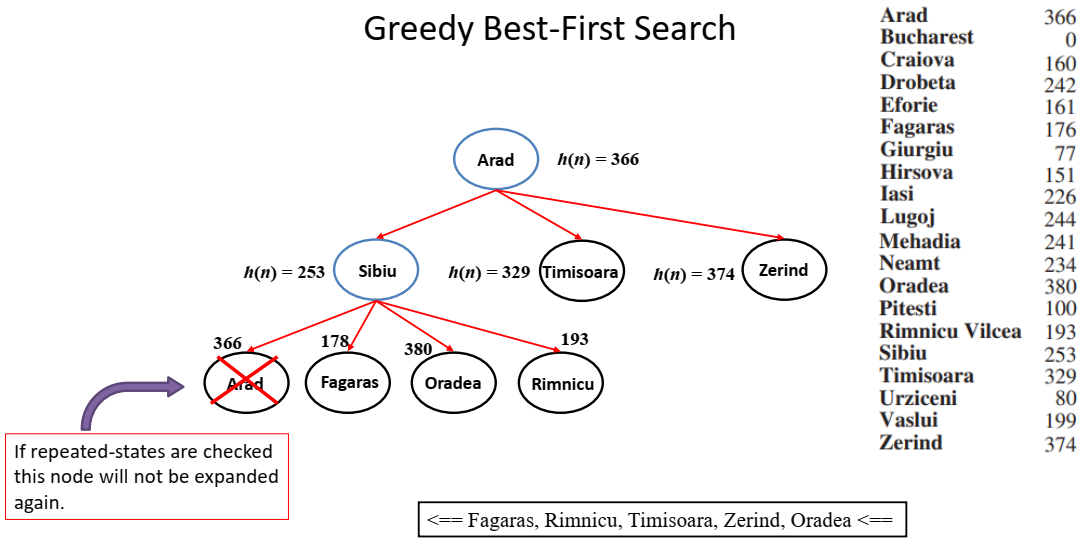 Greedy Best-First Search
Arad 366
Bucharest 0
Craiova 160
Drobeta 242
Eforie 161
Fagaras 176
Giurgiu 77
Hirsova 151
Iasi 226
Lugoj 244
Mehadia 241
Neamt 234
Oradea 380
Pitesti 100
Rimnicu Vilcea 193
Sibiu 253
Timisoara 329
Urziceni 80
Vaslui 199
Zerind 374
Arad h(n) = 366
h(n) = 253 Sibiu h(n) = 329 Timisoara h(n) = 374 Zerind
366 178 380 193
Arad Fagaras Oradea Rimnicu
If repeated-states are checked
this node will not be expanded
again.
<== Fagaras, Rimnicu, Timisoara, Zerind, Oradea <==